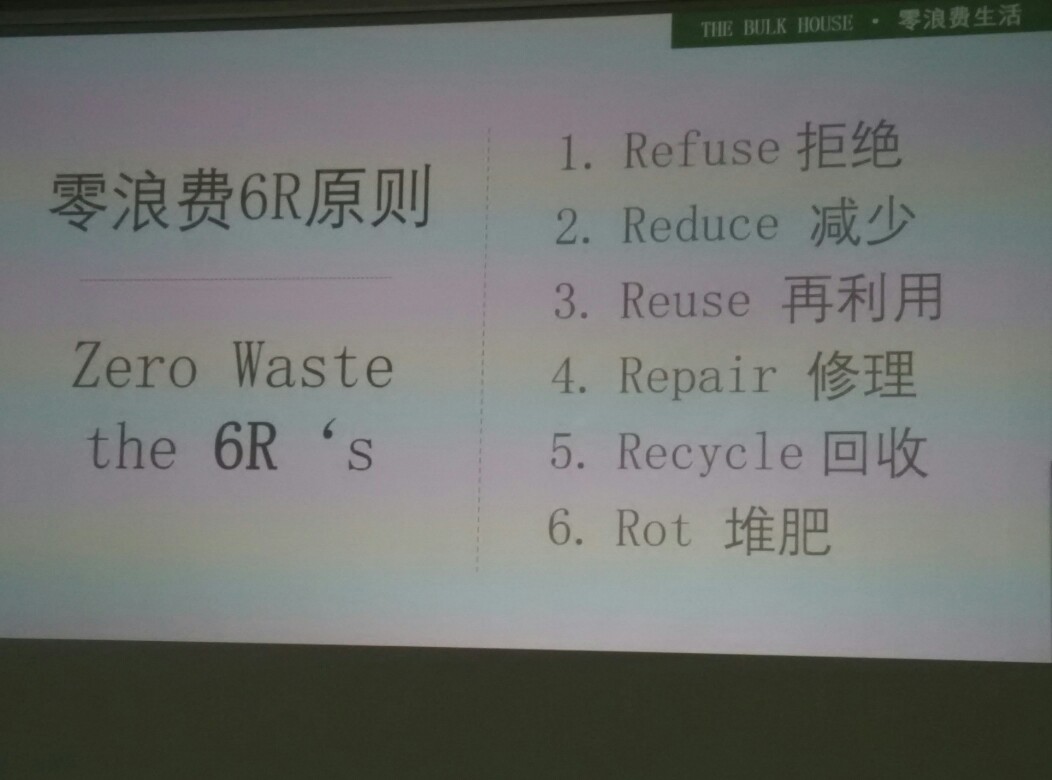 THE BULK HOUSE · 零浪费生活
零浪费6R原则
Zero Waste
the 6R ‘s
1. Refuse 拒绝
2. Reduce 减少
3. Reuse 再利用
4. Repair 修理
5. Recycle 回收
6. Rot 堆肥